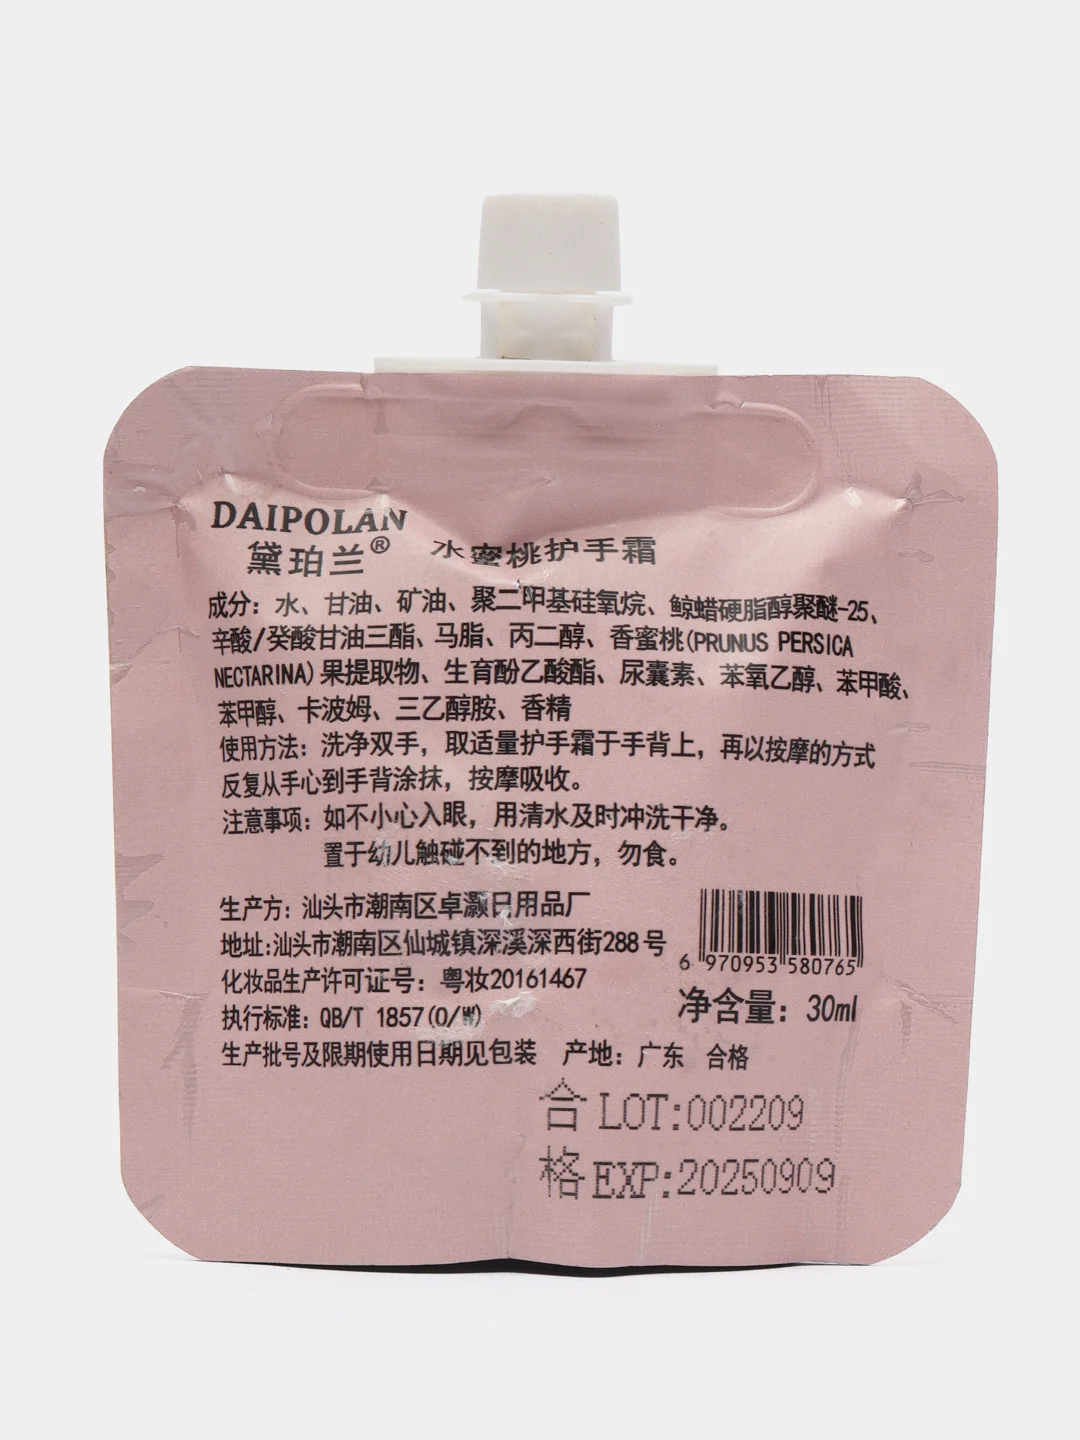 DAIPOLAN
黛珀兰® 水蜜桃护手霜
成分：水、甘油、矿油、聚二甲基硅氧烷、鲸蜡硬脂醇聚醚-25、
辛酸/癸酸甘油三酯、马脂、丙二醇、香蜜桃(PRUNUS PERSICA
NECTARINA)果提取物、生育酚乙酸酯、尿囊素、苯氧乙醇、苯甲酸、
苯甲醇、卡波姆、三乙醇胺、香精
使用方法：洗净双手，取适量护手霜于手背上，再以按摩的方式
反复从手心到手背涂抹，按摩吸收。
注意事项：如不小心入眼，用清水及时冲洗干净。
置于幼儿触碰不到的地方，勿食。
生产方：汕头市潮南区卓灏日用品厂
地址:汕头市潮南区仙城镇深溪深西街288号
化妆品生产许可证号：粤妆20161467
执行标准：QB/T 1857(O/W)
生产批号及限期使用日期见包装 产地：广东 合格
6 970953 580765
净含量：30ml
合 LOT:002209
格 EXP:20250909